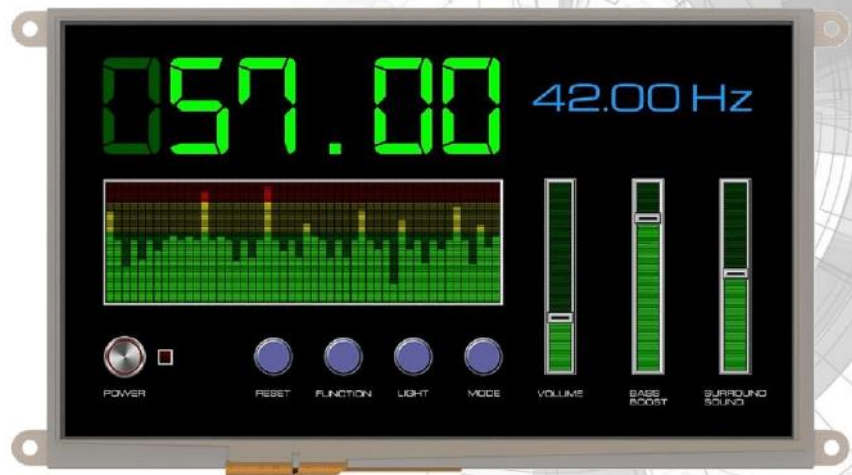 057.00
42.00 Hz
POWER
RESET
FUNCTION
LIGHT
MODE
VOLUME
BASS
BOOST
SURROUND
SOUND